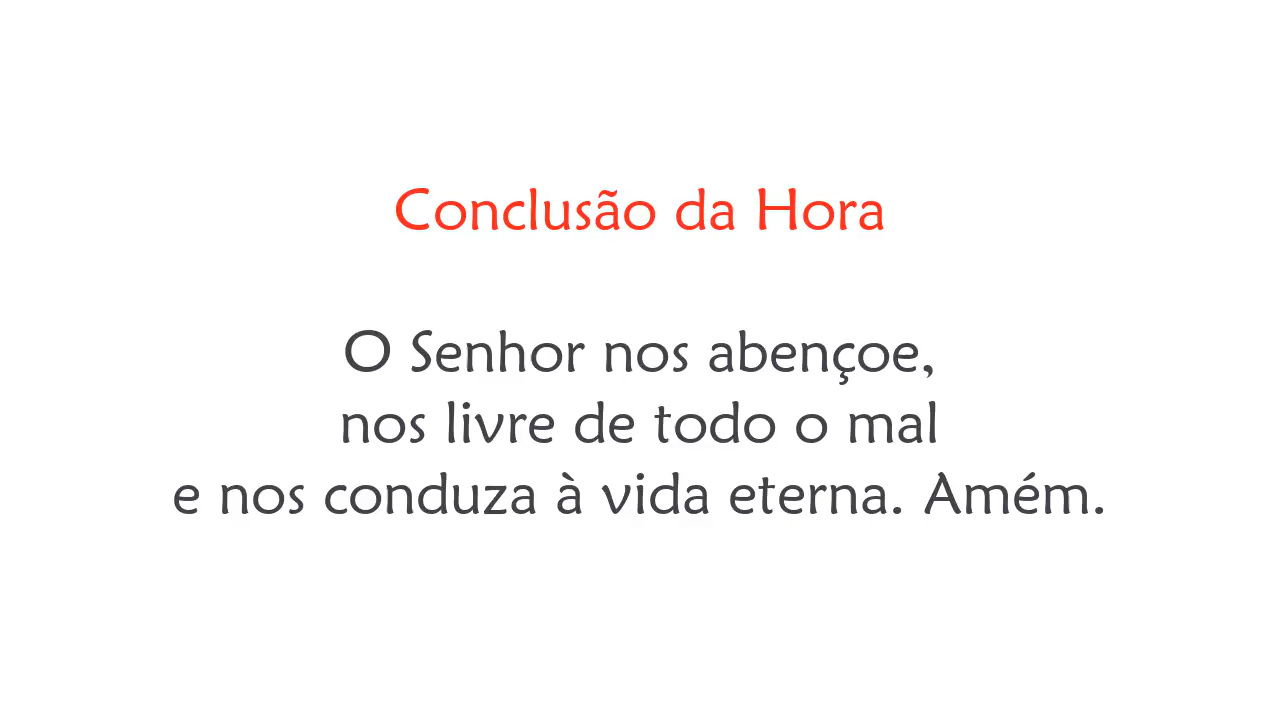 Conclusão da Hora
O Senhor nos abençoe,
nos livre de todo o mal
e nos conduza à vida eterna. Amém.